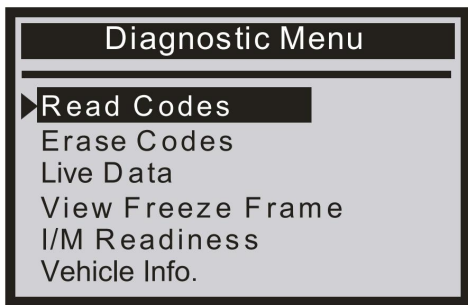 Diagnostic Menu
Read Codes
Erase Codes
Live Data
View Freeze Frame
I/M Readiness
Vehicle Info.